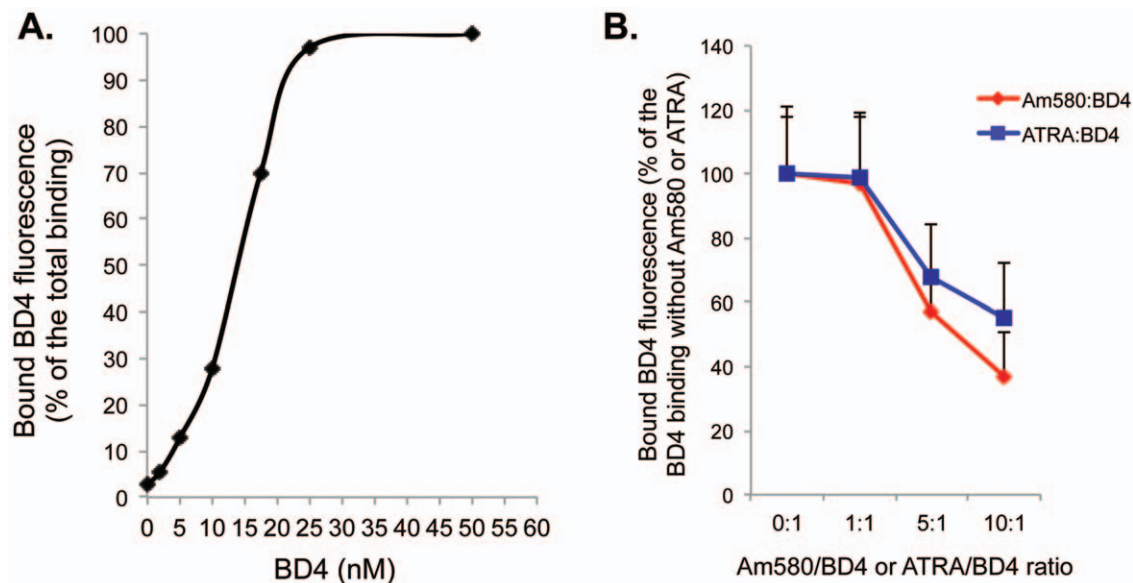 A.
Bound BD4 fluorescence
(% of the total binding)
100
90
80
70
60
50
40
30
20
10
0
0 5 10 15 20 25 30 35 40 45 50 55 60
BD4 (nM)
B.
Bound BD4 fluorescence (% of the
BD4 binding without Am580 or ATRA)
140
120
100
80
60
40
20
0
Am580:BD4
ATRA:BD4
0:1 1:1 5:1 10:1
Am580/BD4 or ATRA/BD4 ratio